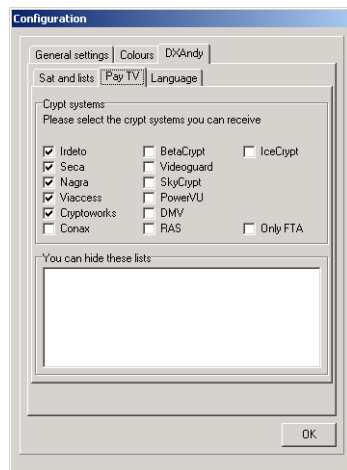 Configuration
General settings Colours DXAndy
Sat and lists Pay TV Language
Crypt systems
Please select the crypt systems you can receive
Irdeto BetaCrypt IceCrypt
Seca Videoguard
Nagra SkyCrypt
Viaccess PowerVU
Cryptoworks DMV
Conax RAS Only FTA
You can hide these lists
OK